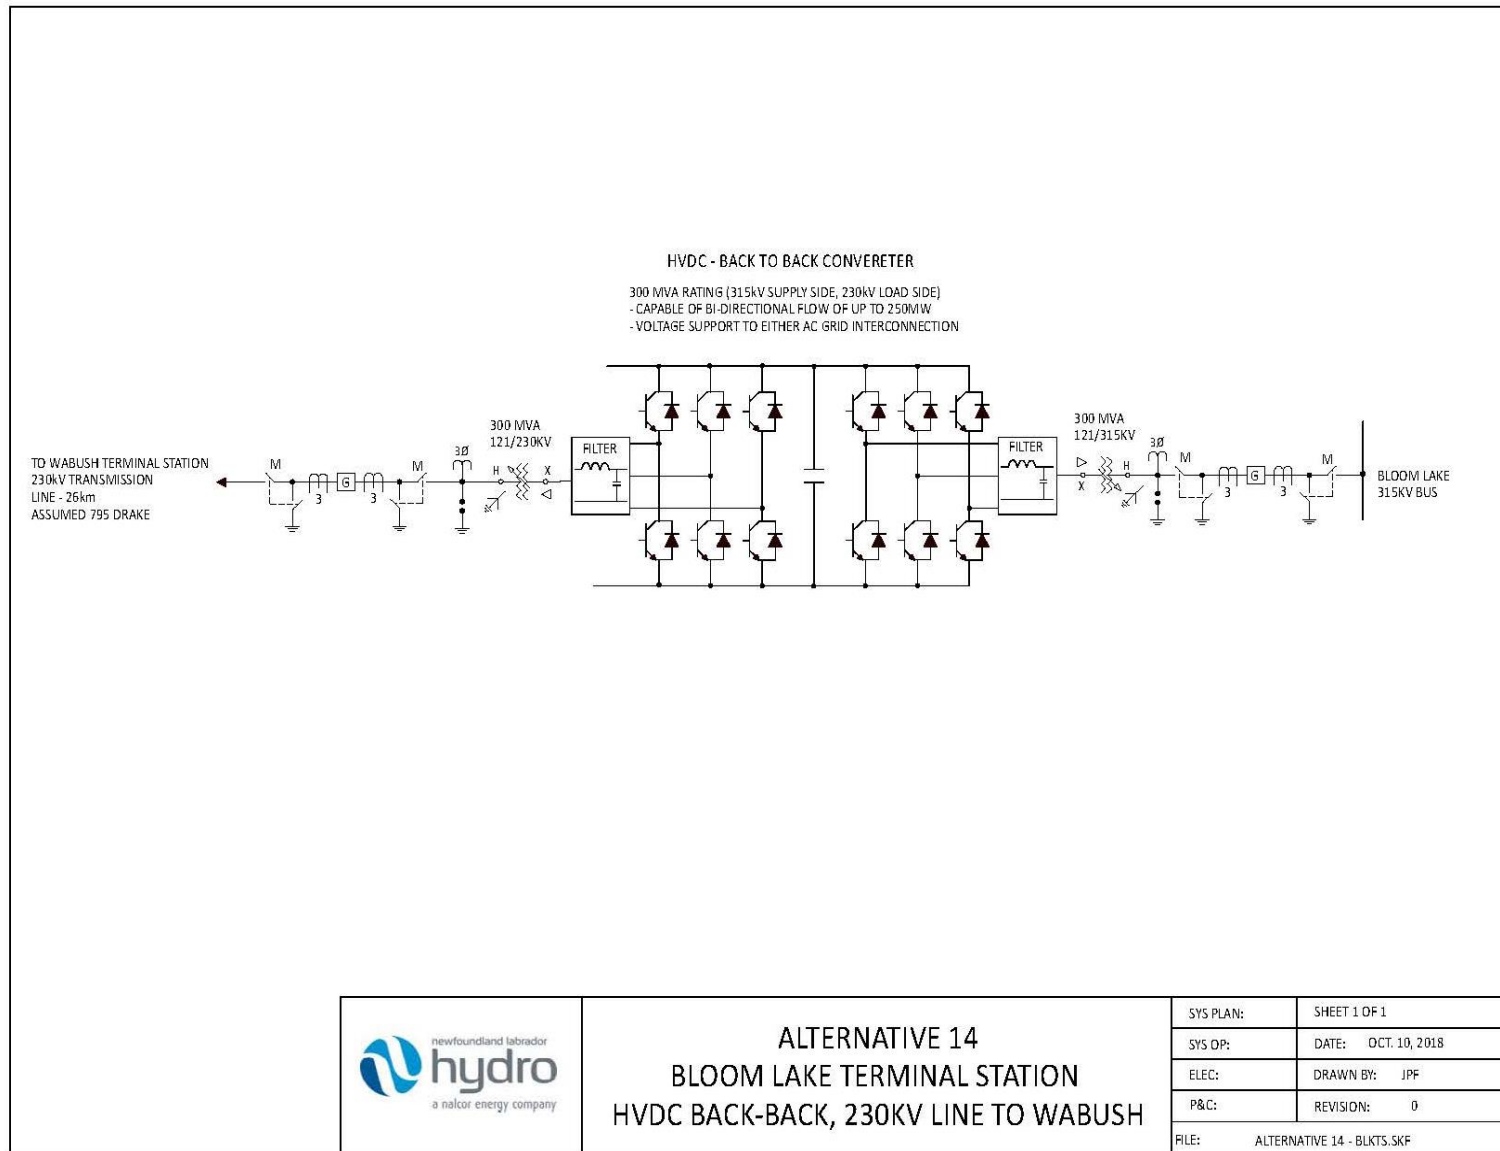 HVDC - BACK TO BACK CONVERETER
300 MVA RATING (315kV SUPPLY SIDE, 230kV LOAD SIDE)
- CAPABLE OF BI-DIRECTIONAL FLOW OF UP TO 250MW
- VOLTAGE SUPPORT TO EITHER AC GRID INTERCONNECTION
TO WABUSH TERMINAL STATION
230kV TRANSMISSION
LINE - 26km
ASSUMED 795 DRAKE
M
3
G
3
M
3Ø
300 MVA
121/230KV
H
X
FILTER
FILTER
300 MVA
121/315KV
X
H
3Ø
M
3
G
3
M
BLOOM LAKE
315KV BUS
newfoundland labrador
hydro
a nalcor energy company
ALTERNATIVE 14
BLOOM LAKE TERMINAL STATION
HVDC BACK-BACK, 230KV LINE TO WABUSH
SYS PLAN:
SHEET 1 OF 1
SYS OP:
DATE: OCT. 10, 2018
ELEC:
DRAWN BY: JPF
P&C:
REVISION: 0
FILE: ALTERNATIVE 14 - BLKTS.SKF